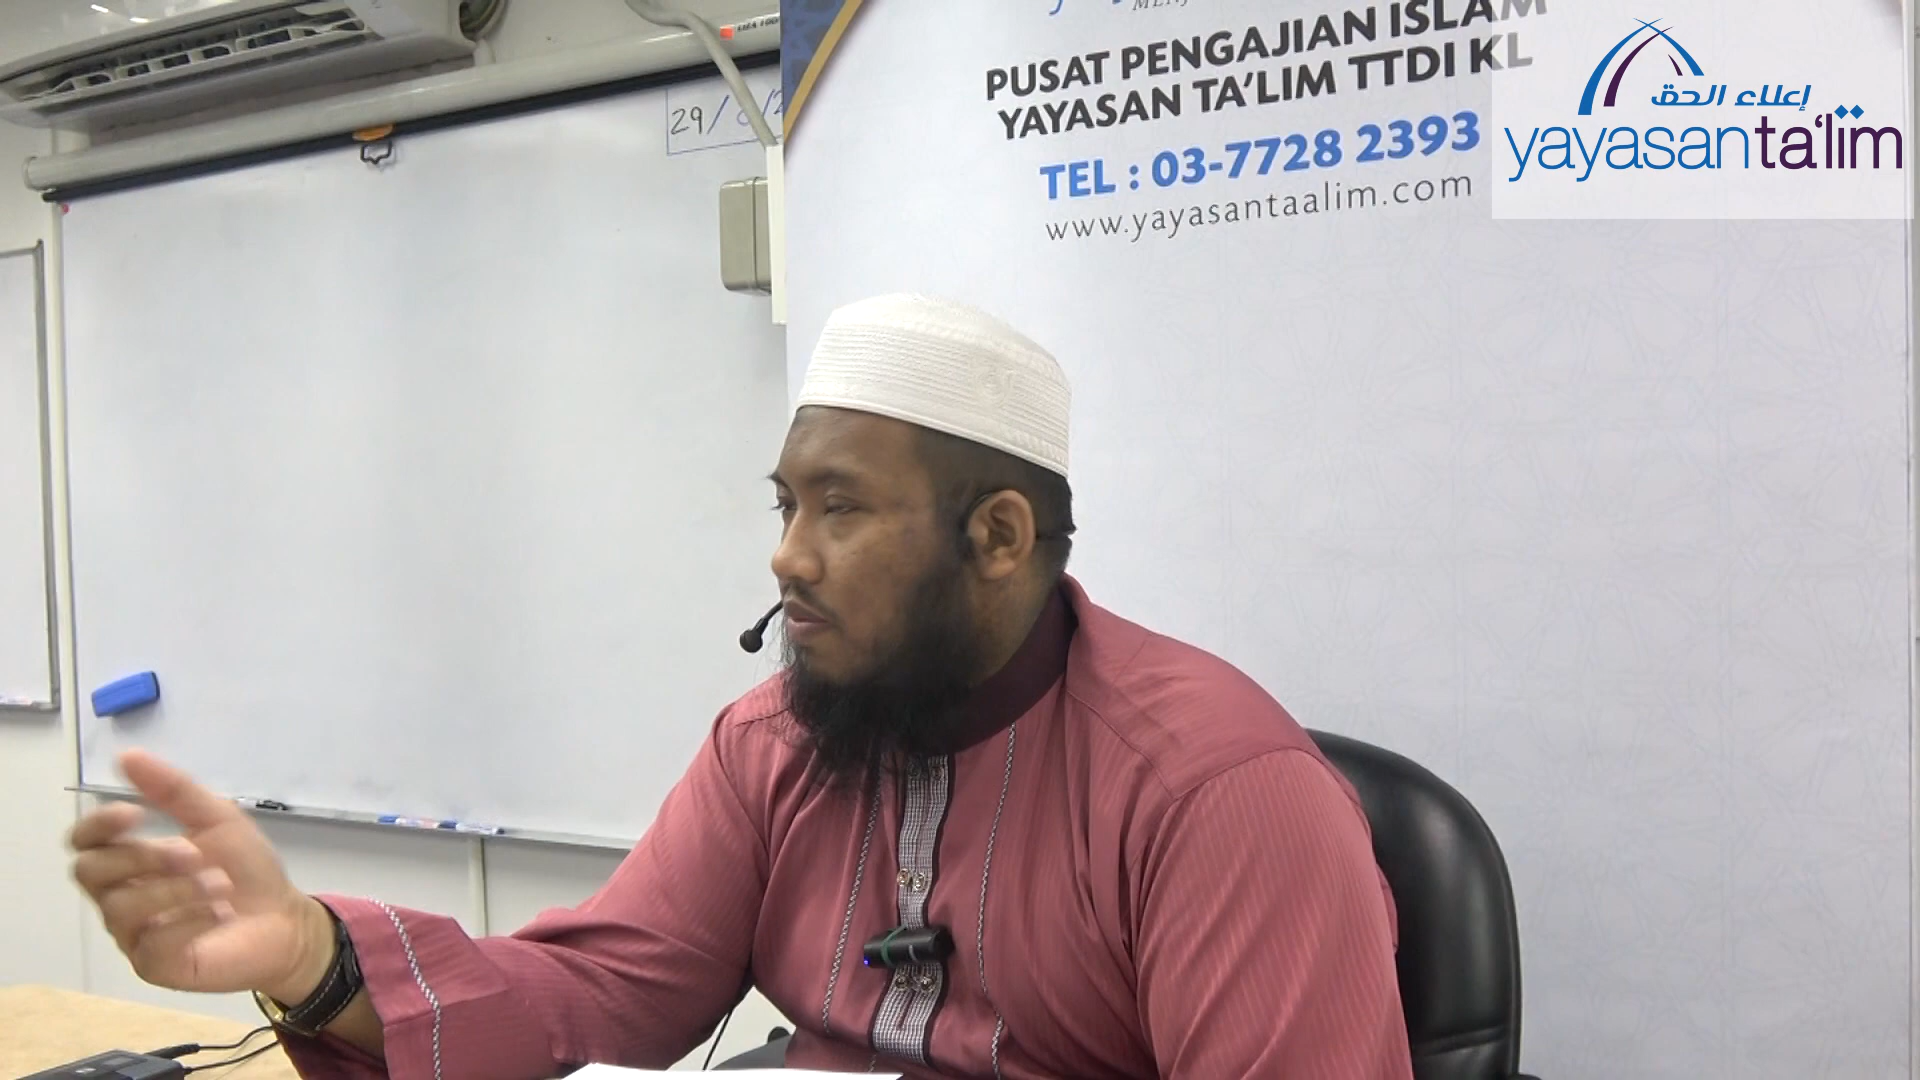 PUSAT PENGAJIAN ISLAM
YAYASAN TA'LIM TTDI KL
TEL : 03-7728 2393
www.yayasantaalim.com
إعلاء الحق
yayasanta'lim
29/